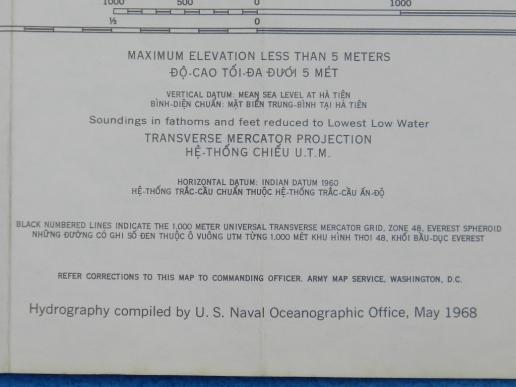 1000 500 0 1000
½ 0
MAXIMUM ELEVATION LESS THAN 5 METERS
ĐỘ-CAO TỐI-ĐA DƯỚI 5 MÉT
VERTICAL DATUM: MEAN SEA LEVEL AT HÀ TIÊN
BÌNH-DIỆN CHUẨN: MẶT BIỂN TRUNG-BÌNH TẠI HÀ TIÊN
Soundings in fathoms and feet reduced to Lowest Low Water
TRANSVERSE MERCATOR PROJECTION
HỆ-THỐNG CHIẾU U.T.M.
HORIZONTAL DATUM: INDIAN DATUM 1960
HỆ-THỐNG TRẮC-CẦU CHUẨN THUỘC HỆ-THỐNG TRẮC-CẦU ẤN-ĐỘ
BLACK NUMBERED LINES INDICATE THE 1,000 METER UNIVERSAL TRANSVERSE MERCATOR GRID, ZONE 48, EVEREST SPHEROID
NHỮNG ĐƯỜNG CÓ GHI SỐ ĐEN THUỘC Ô VUÔNG UTM TỪNG 1.000 MÉT KHU HÌNH THOI 48, KHỐI BẦU-DỤC EVEREST
REFER CORRECTIONS TO THIS MAP TO COMMANDING OFFICER. ARMY MAP SERVICE, WASHINGTON, D.C.
Hydrography compiled by U. S. Naval Oceanographic Office, May 1968